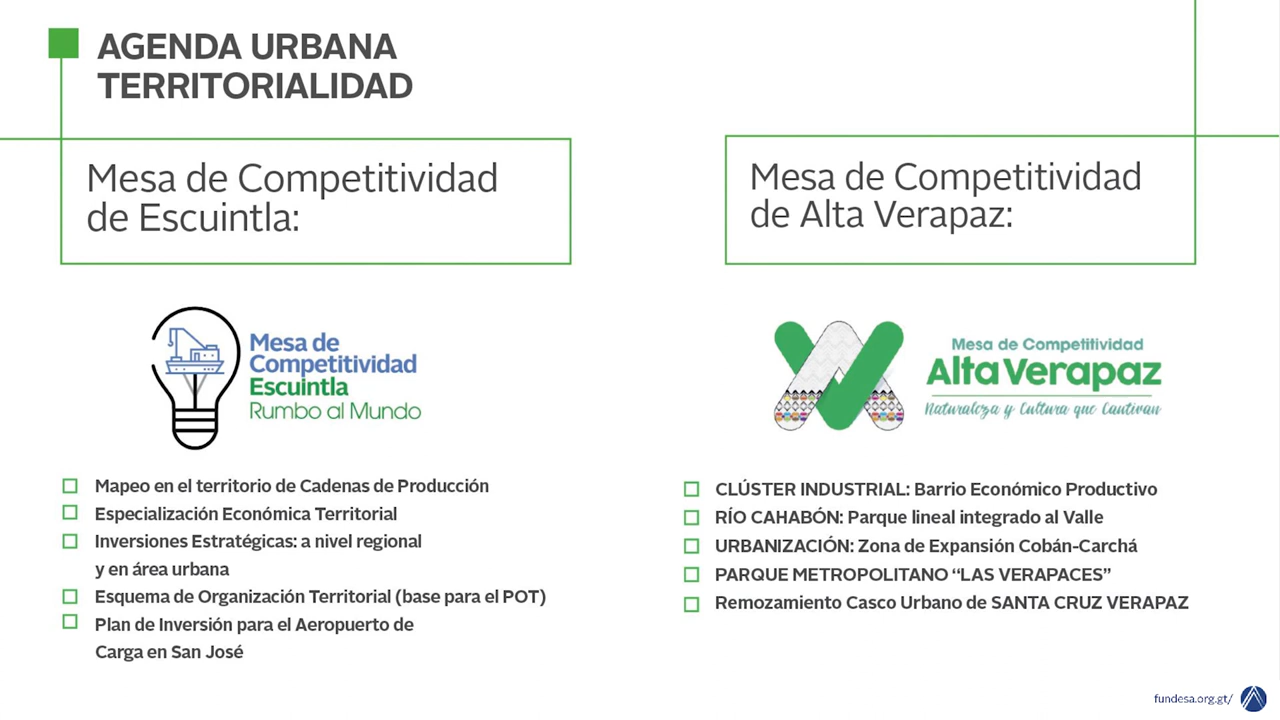 AGENDA URBANA
TERRITORIALIDAD
Mesa de Competitividad
de Escuintla:
Mesa de
Competitividad
Escuintla
Rumbo al Mundo
Mapeo en el territorio de Cadenas de Producción
Especialización Económica Territorial
Inversiones Estratégicas: a nivel regional
y en área urbana
Esquema de Organización Territorial (base para el POT)
Plan de Inversión para el Aeropuerto de
Carga en San José
Mesa de Competitividad
de Alta Verapaz:
Mesa de Competitividad
Alta Verapaz
Naturaleza y Cultura que Cautivan
CLÚSTER INDUSTRIAL: Barrio Económico Productivo
RÍO CAHABÓN: Parque lineal integrado al Valle
URBANIZACIÓN: Zona de Expansión Cobán-Carchá
PARQUE METROPOLITANO “LAS VERAPACES”
Remozamiento Casco Urbano de SANTA CRUZ VERAPAZ
fundesa.org.gt/